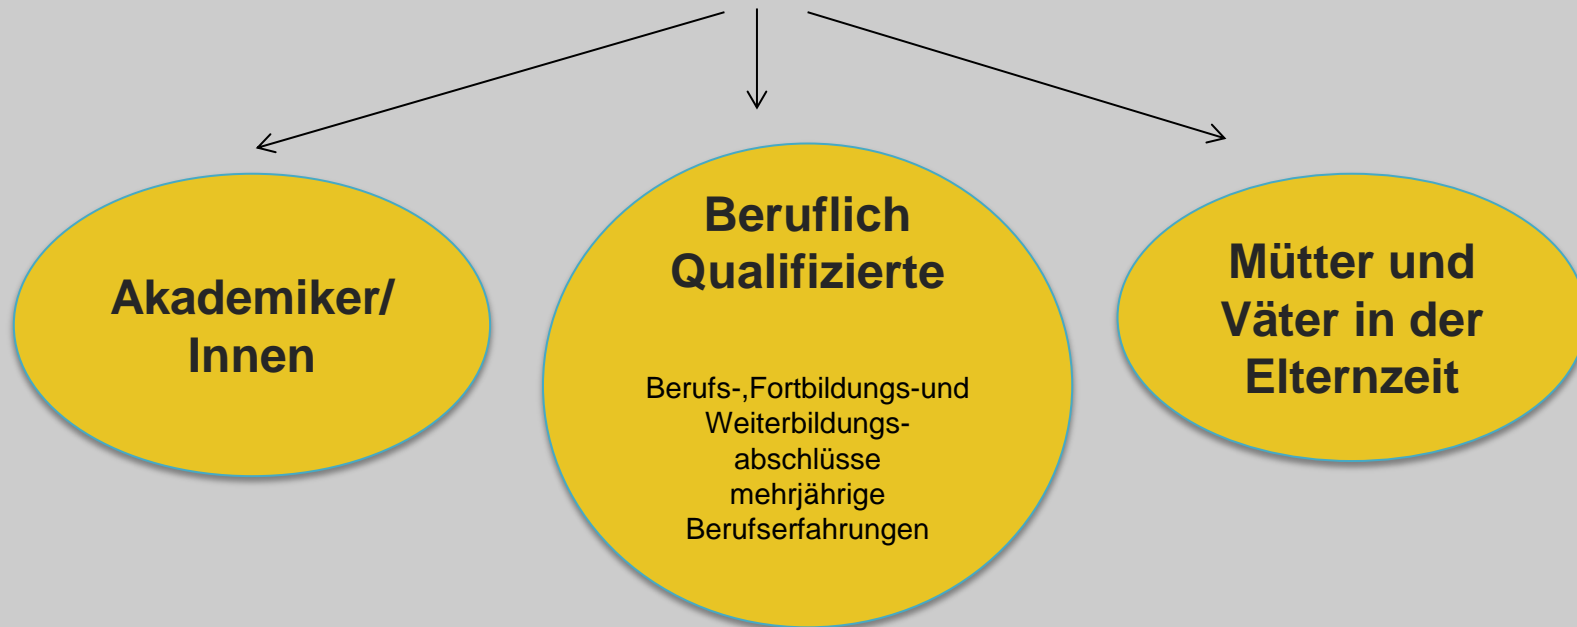 Akademiker/
Innen
Beruflich
Qualifizierte
Berufs-,Fortbildungs-und
Weiterbildungs-
abschlüsse
mehrjährige
Berufserfahrungen
Mütter und
Väter in der
Elternzeit